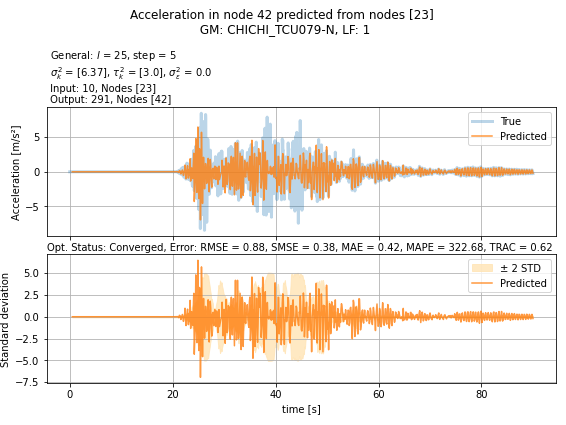 Acceleration in node 42 predicted from nodes [23]
GM: CHICHI_TCU079-N, LF: 1
General: l = 25, step = 5
σ²ₖ = [6.37], τ²ₖ = [3.0], σ²ₑ = 0.0
Input: 10, Nodes [23]
Output: 291, Nodes [42]
Acceleration [m/s²]
5
0
−5
True
Predicted
Opt. Status: Converged, Error: RMSE = 0.88, SMSE = 0.38, MAE = 0.42, MAPE = 322.68, TRAC = 0.62
Standard deviation
5.0
2.5
0.0
−2.5
−5.0
−7.5
± 2 STD
Predicted
0 20 40 60 80
time [s]